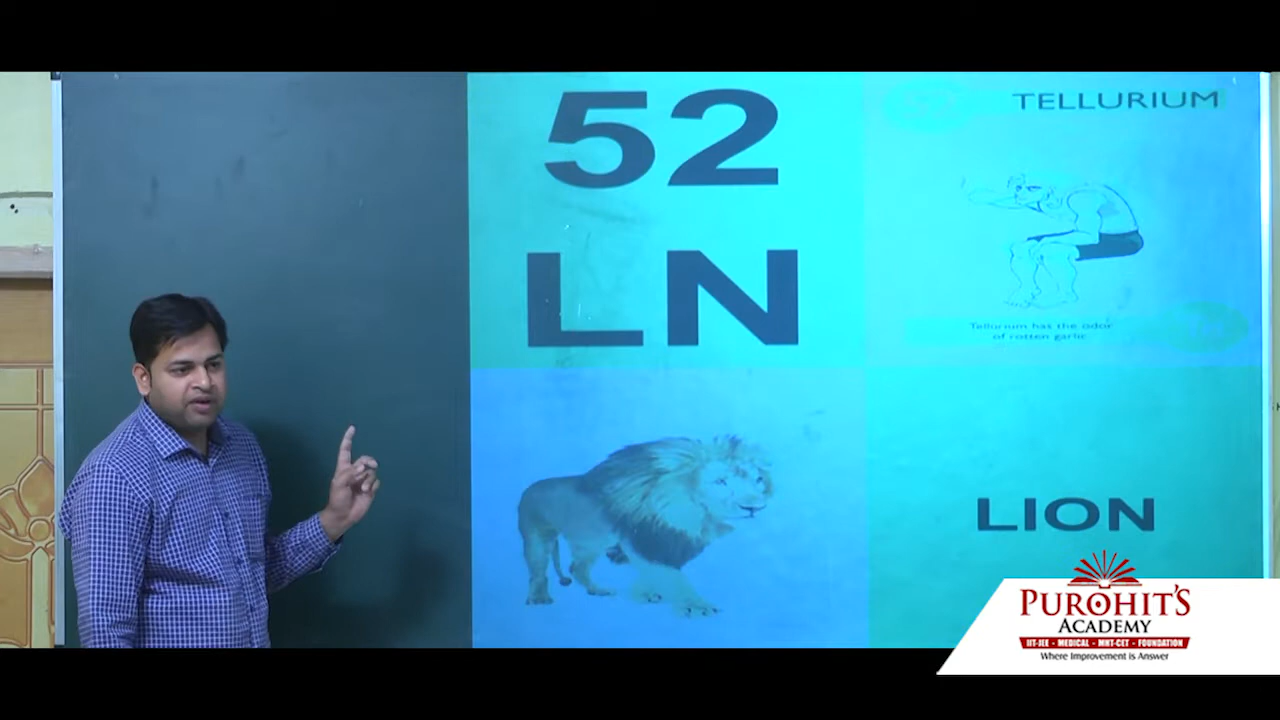 52
LN
TELLURIUM
Tellurium has the odor
of rotten garlic
LION
PUROHIT'S
ACADEMY
IIT-JEE - MEDICAL - MHT-CET - FOUNDATION
Where Improvement is Answer